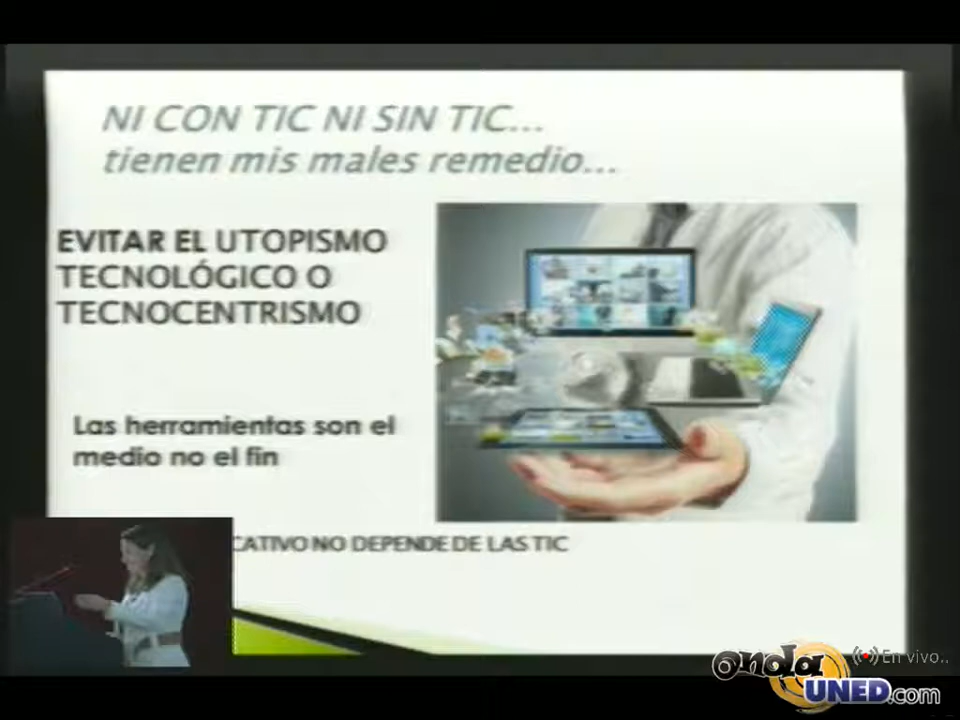 NI CON TIC NI SIN TIC...
tienen mis males remedio...
EVITAR EL UTOPISMO
TECNOLÓGICO O
TECNOCENTRISMO
Las herramientas son el
medio no el fin
CATIVO NO DEPENDE DE LAS TIC
En vivo..
onda
UNED.com